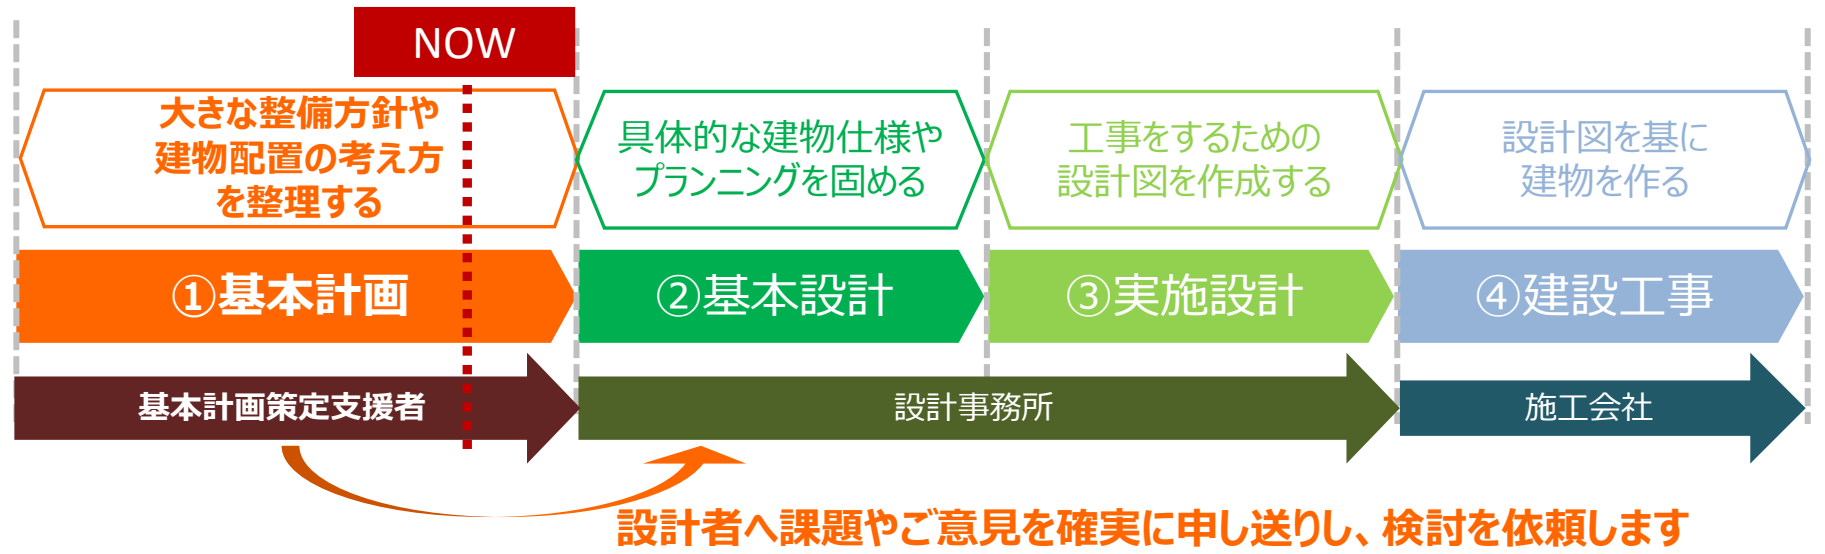 NOW
大きな整備方針や
建物配置の考え方
を整理する
具体的な建物仕様や
プランニングを固める
工事をするための
設計図を作成する
設計図を基に
建物を作る
①基本計画
②基本設計
③実施設計
④建設工事
基本計画策定支援者
設計事務所
施工会社
設計者へ課題やご意見を確実に申し送りし、検討を依頼します